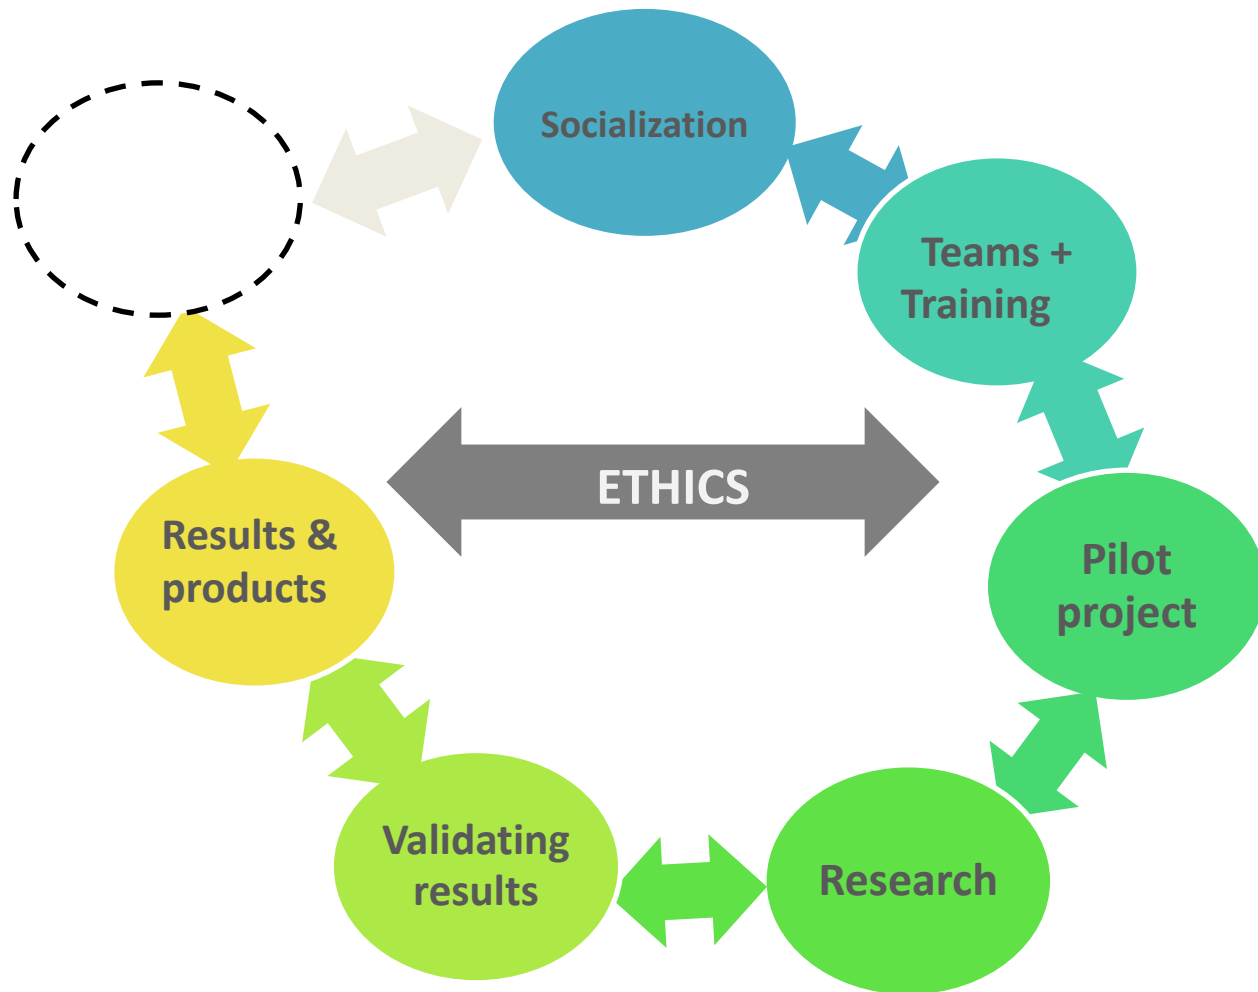 Socialization
Teams +
Training
ETHICS
Results &
products
Pilot
project
Validating
results
Research